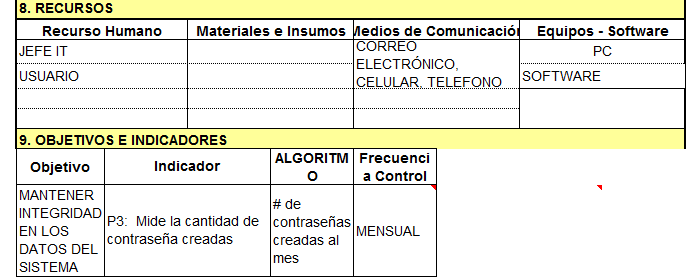 8. RECURSOS
Recurso Humano Materiales e Insumos Medios de Comunicación Equipos - Software
JEFE IT CORREO PC
ELECTRÓNICO,
USUARIO CELULAR, TELEFONO SOFTWARE
9. OBJETIVOS E INDICADORES
Objetivo Indicador ALGORITM
O Frecuenci
a Control
MANTENER
INTEGRIDAD
EN LOS
DATOS DEL
SISTEMA
P3: Mide la cantidad de
contraseña creadas
# de
contraseñas
creadas al
mes
MENSUAL